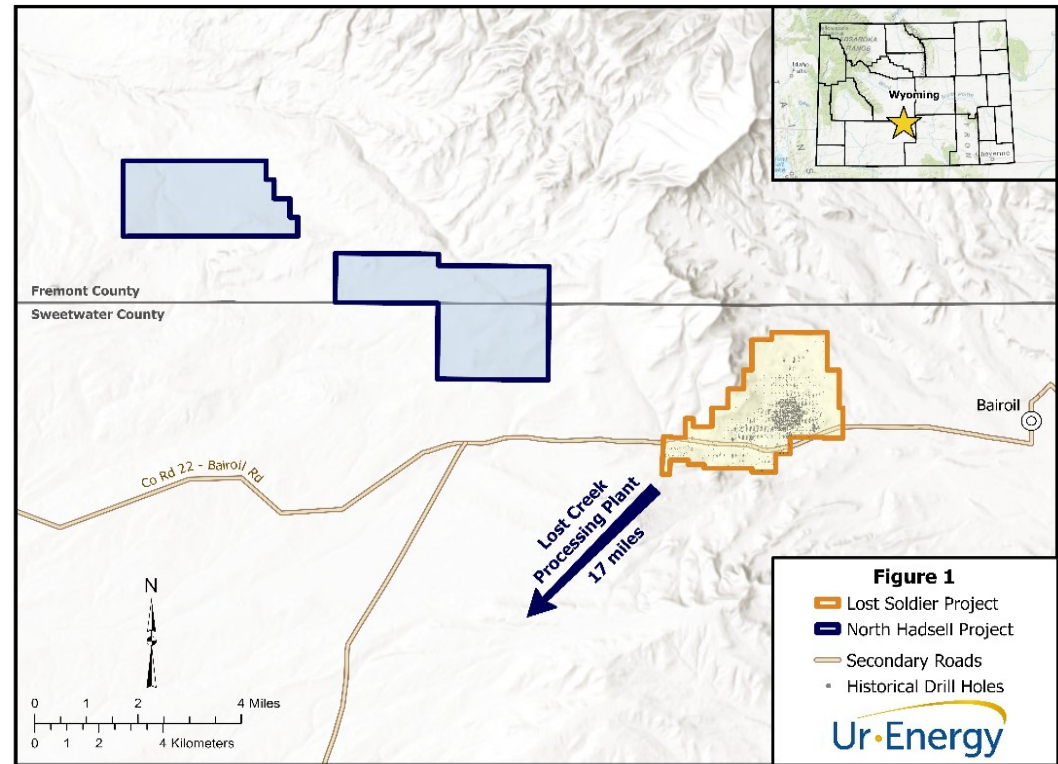 Wyoming
Fremont County
Sweetwater County
Bairoil
Co Rd 22 - Bairoil Rd
Lost Creek
Processing Plant
17 miles
N
0 1 2 4 Miles
0 1 2 4 Kilometers
Figure 1
Lost Soldier Project
North Hadsell Project
Secondary Roads
Historical Drill Holes
Ur-Energy